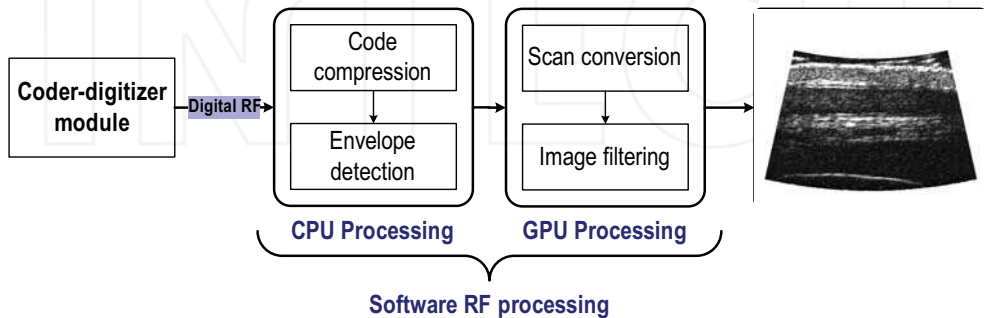 Coder-digitizer
module
Digital RF
Code
compression
Envelope
detection
CPU Processing
Scan conversion
Image filtering
GPU Processing
Software RF processing